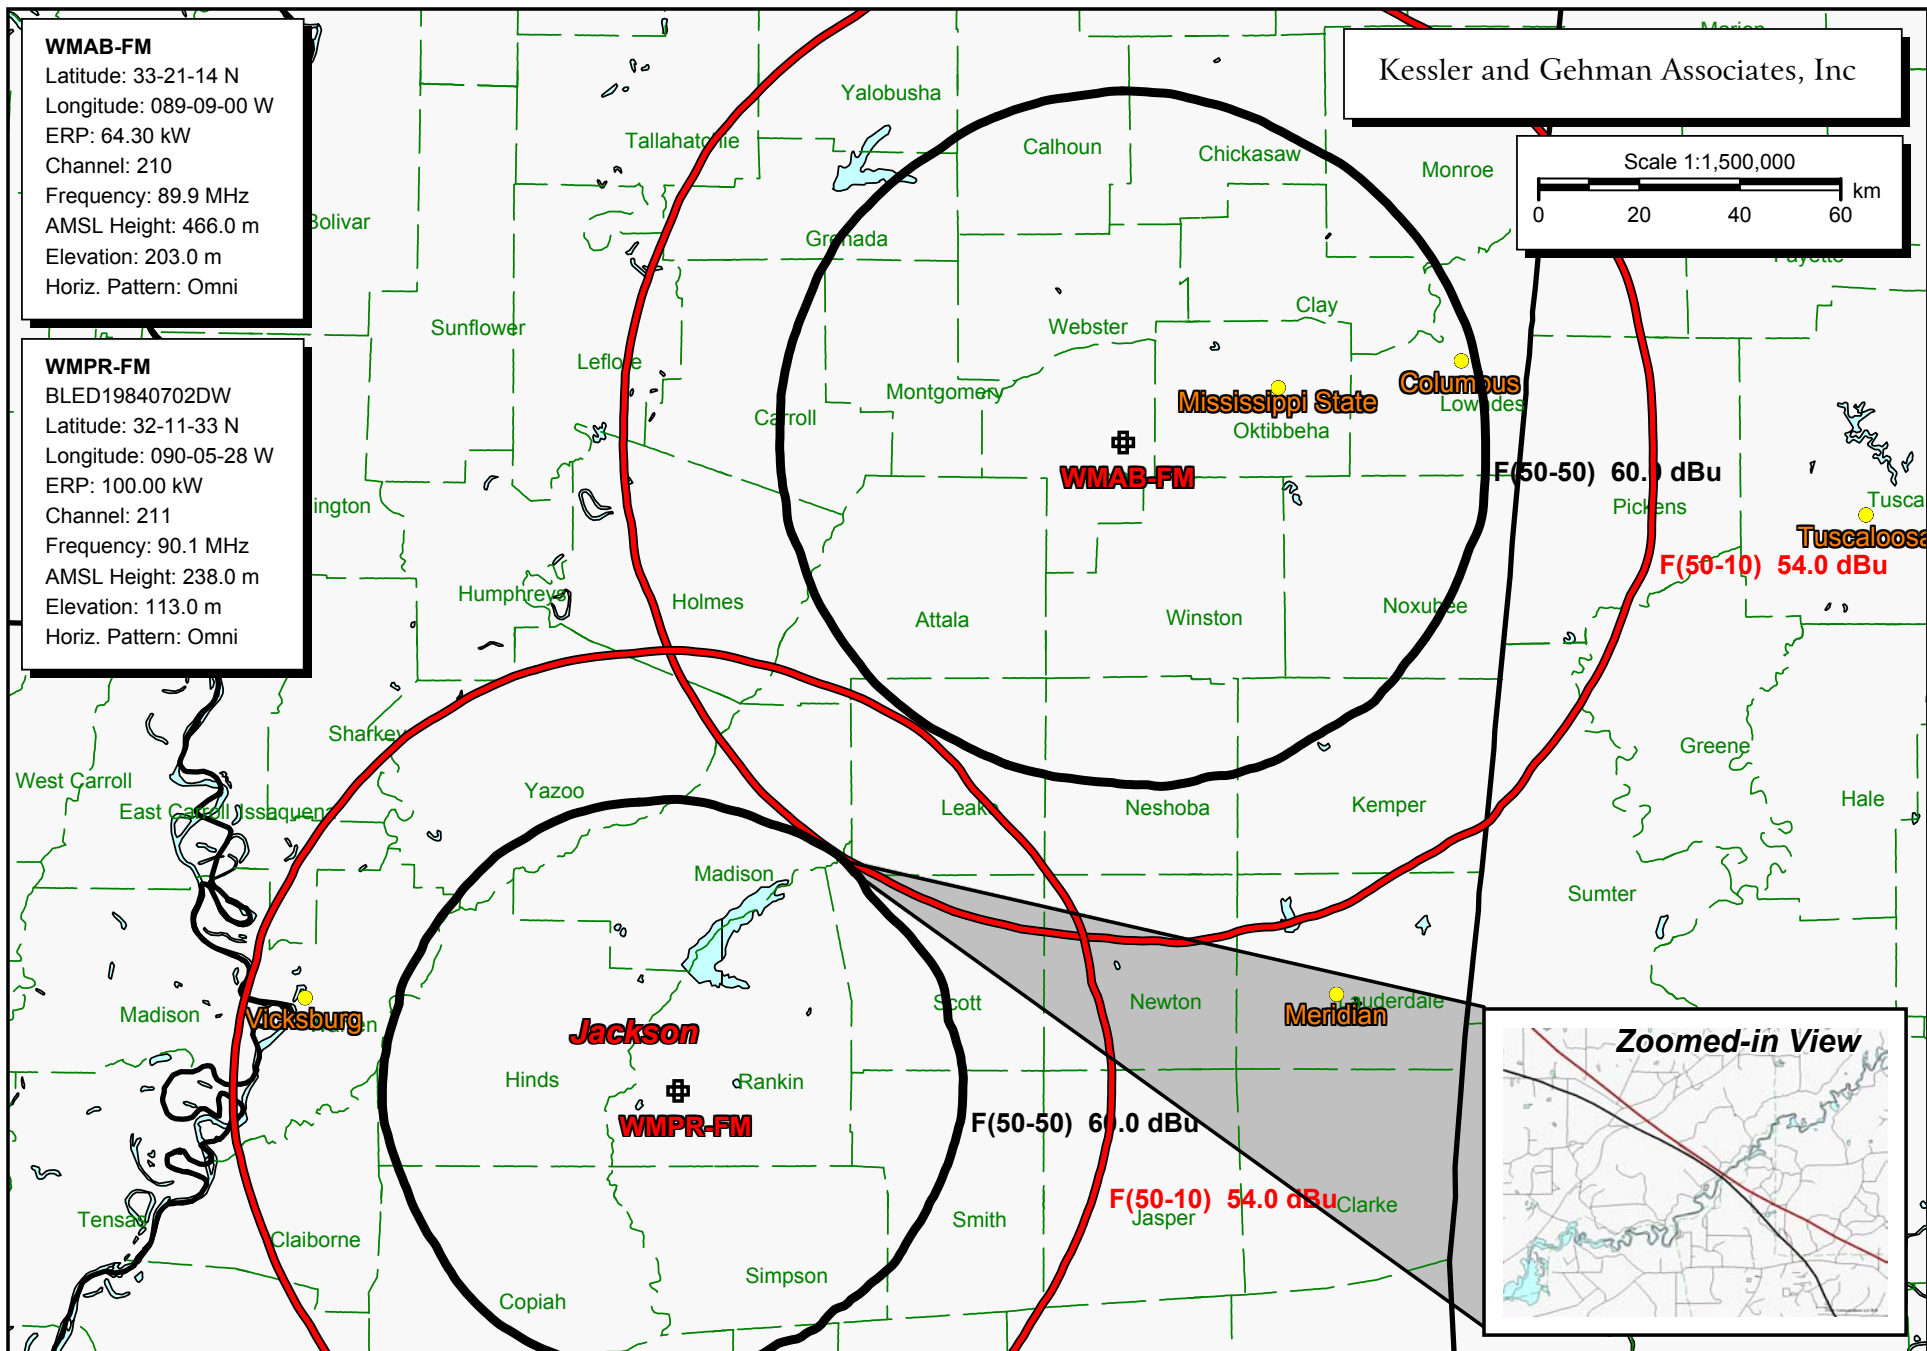 WMAB-FM
Latitude: 33-21-14 N
Longitude: 089-09-00 W
ERP: 64.30 kW
Channel: 210
Frequency: 89.9 MHz
AMSL Height: 466.0 m
Elevation: 203.0 m
Horiz. Pattern: Omni
WMPR-FM
BLED19840702DW
Latitude: 32-11-33 N
Longitude: 090-05-28 W
ERP: 100.00 kW
Channel: 211
Frequency: 90.1 MHz
AMSL Height: 238.0 m
Elevation: 113.0 m
Horiz. Pattern: Omni
Kessler and Gehman Associates, Inc
Scale 1:1,500,000
km
0 20 40 60
Marion
Yalobusha
Tallahatchie
Calhoun
Chickasaw
Monroe
Bolivar
Grenada
Fayette
Clay
Webster
Sunflower
Leflore
Columbus
Montgomery
Mississippi State
Lowndes
Carroll
Oktibbeha
WMAB-FM
F(50-50) 60.0 dBu
Pickens
Tusca
ington
Tuscaloosa
F(50-10) 54.0 dBu
Humphreys
Holmes
Noxubee
Attala
Winston
Sharkey
Greene
West Carroll
Yazoo
Hale
East Carroll
Issaquena
Leake
Neshoba
Kemper
Madison
Sumter
Scott
Newton
Lauderdale
Madison
Vicksburg
Warren
Meridian
Jackson
Zoomed-in View
Hinds
Rankin
WMPR-FM
F(50-50) 60.0 dBu
F(50-10) 54.0 dBu
Clarke
Tensas
Smith
Jasper
Claiborne
Simpson
Copiah